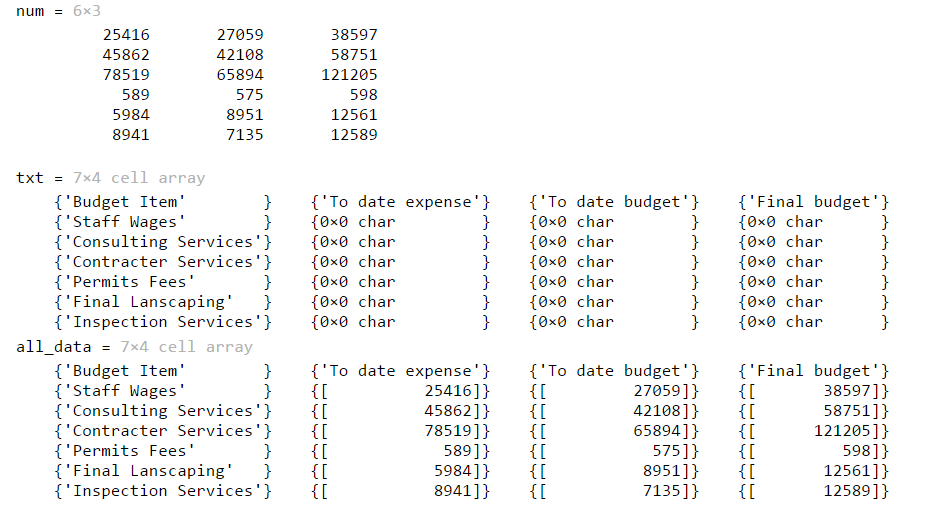 num = 6×3
25416 27059 38597
45862 42108 58751
78519 65894 121205
589 575 598
5984 8951 12561
8941 7135 12589
txt = 7×4 cell array
{'Budget Item' } {'To date expense'} {'To date budget'} {'Final budget'}
{'Staff Wages' } {0×0 char } {0×0 char } {0×0 char }
{'Consulting Services'} {0×0 char } {0×0 char } {0×0 char }
{'Contracter Services'} {0×0 char } {0×0 char } {0×0 char }
{'Permits Fees' } {0×0 char } {0×0 char } {0×0 char }
{'Final Lanscaping' } {0×0 char } {0×0 char } {0×0 char }
{'Inspection Services'} {0×0 char } {0×0 char } {0×0 char }
all_data = 7×4 cell array
{'Budget Item' } {'To date expense'} {'To date budget'} {'Final budget'}
{'Staff Wages' } {[ 25416]} {[ 27059]} {[ 38597]}
{'Consulting Services'} {[ 45862]} {[ 42108]} {[ 58751]}
{'Contracter Services'} {[ 78519]} {[ 65894]} {[ 121205]}
{'Permits Fees' } {[ 589]} {[ 575]} {[ 598]}
{'Final Lanscaping' } {[ 5984]} {[ 8951]} {[ 12561]}
{'Inspection Services'} {[ 8941]} {[ 7135]} {[ 12589]}